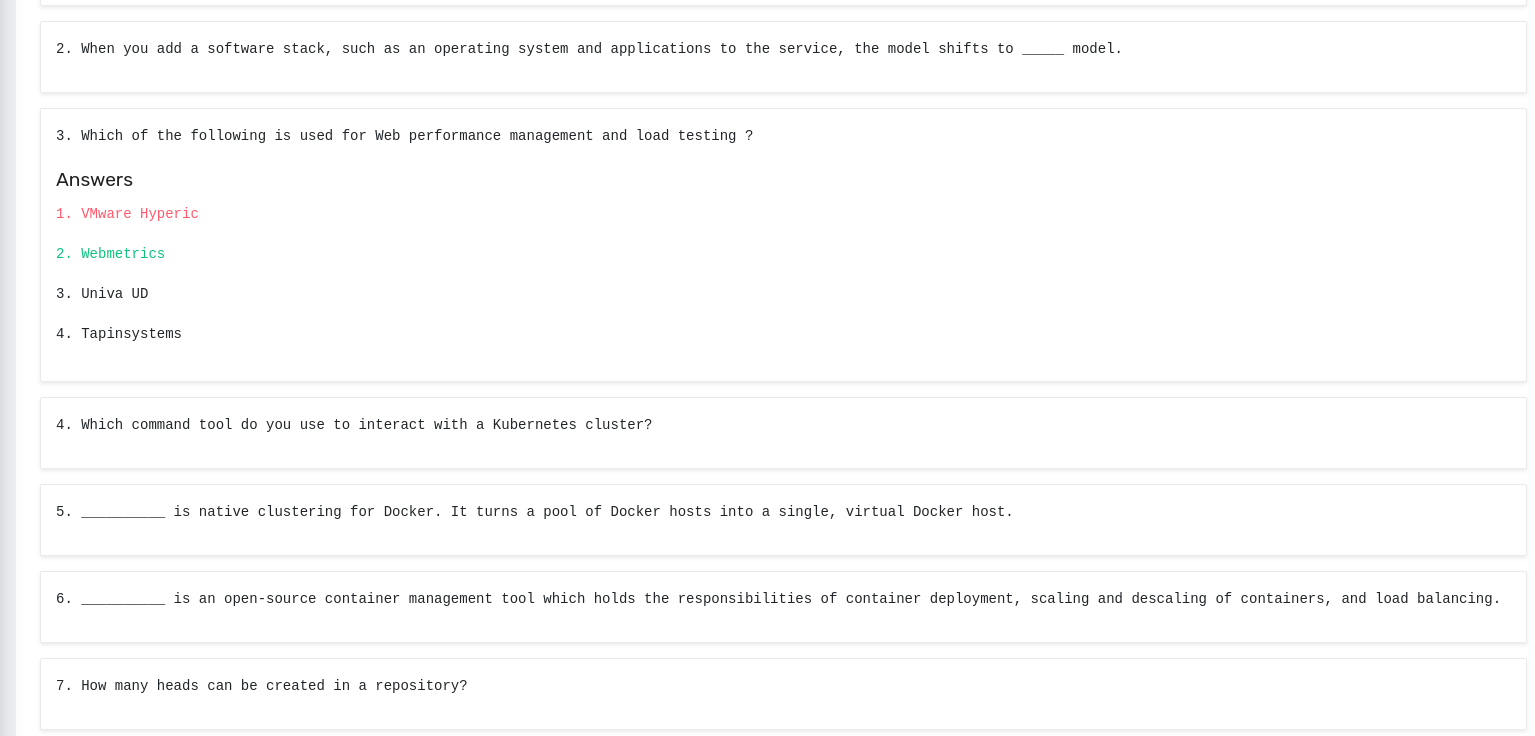 2. When you add a software stack, such as an operating system and applications to the service, the model shifts to _____ model.
3. Which of the following is used for Web performance management and load testing ?
Answers
1. VMware Hyperic
2. Webmetrics
3. Univa UD
4. Tapinsystems
4. Which command tool do you use to interact with a Kubernetes cluster?
5. __________ is native clustering for Docker. It turns a pool of Docker hosts into a single, virtual Docker host.
6. __________ is an open-source container management tool which holds the responsibilities of container deployment, scaling and descaling of containers, and load balancing.
7. How many heads can be created in a repository?